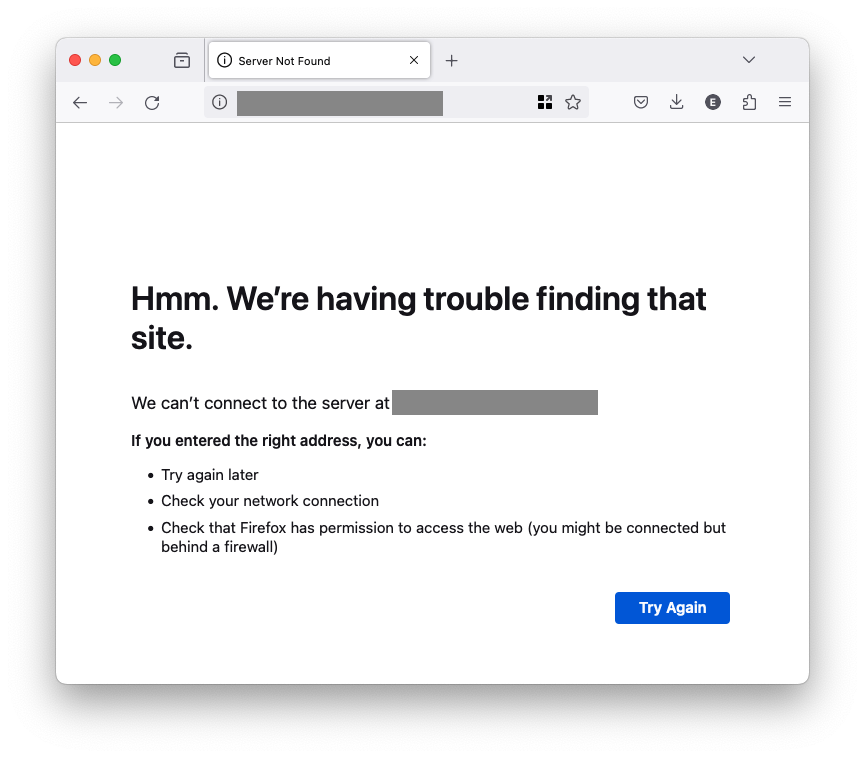 Server Not Found
E
Hmm. We’re having trouble finding that
site.
We can’t connect to the server at
If you entered the right address, you can:
• Try again later
• Check your network connection
• Check that Firefox has permission to access the web (you might be connected but
behind a firewall)
Try Again